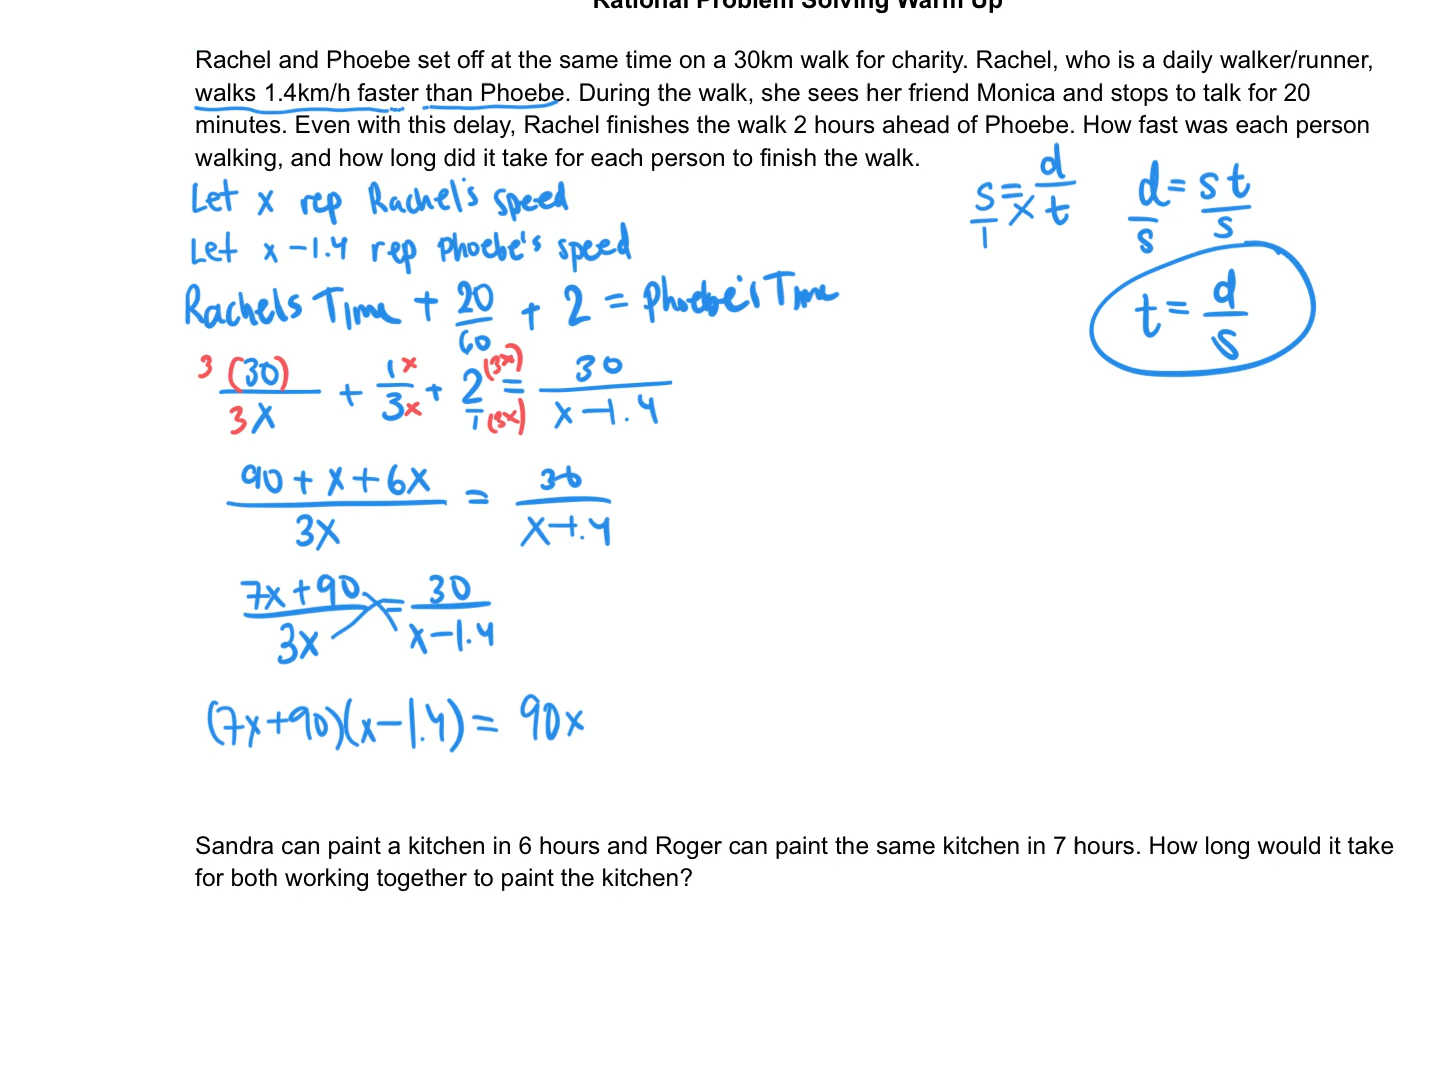 Rational Problem Solving Warm Up
Rachel and Phoebe set off at the same time on a 30km walk for charity. Rachel, who is a daily walker/runner,
walks 1.4km/h faster than Phoebe. During the walk, she sees her friend Monica and stops to talk for 20
minutes. Even with this delay, Rachel finishes the walk 2 hours ahead of Phoebe. How fast was each person
walking, and how long did it take for each person to finish the walk.
s/1 = d/t
d/s = st/s
t = d/s
Let x rep Rachel's speed
Let x - 1.4 rep Phoebe's speed
Rachels Time + 20/60 + 2 = Phoebe's Time
3(30)/3x + 1x/3x + 2(3x)/1(3x) = 30/x-1.4
90 + x + 6x/3x = 30/x-1.4
7x + 90/3x = 30/x-1.4
(7x+90)(x-1.4) = 90x
Sandra can paint a kitchen in 6 hours and Roger can paint the same kitchen in 7 hours. How long would it take
for both working together to paint the kitchen?